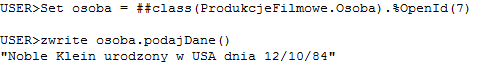 USER>Set osoba = ##class(ProdukcjeFilmowe.Osoba).%OpenId(7)
USER>zwrite osoba.podajDane()
"Noble Klein urodzony w USA dnia 12/10/84"